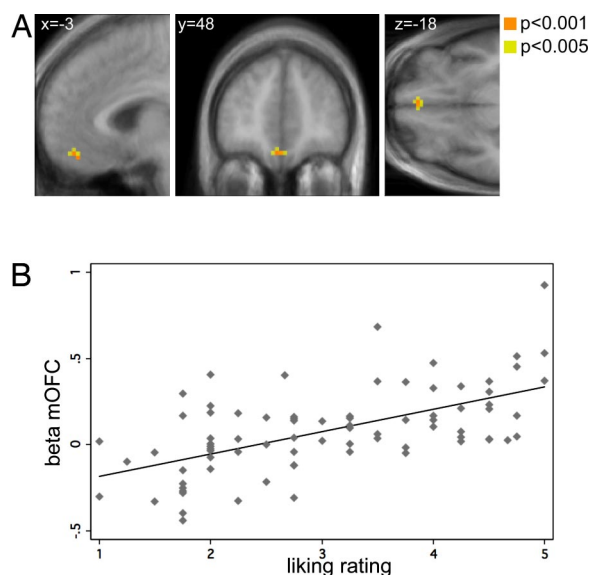 A
x=-3
y=48
z=-18
p<0.001
p<0.005
B
beta mOFC
1
.5
0
-.5
1
2
3
4
5
liking rating